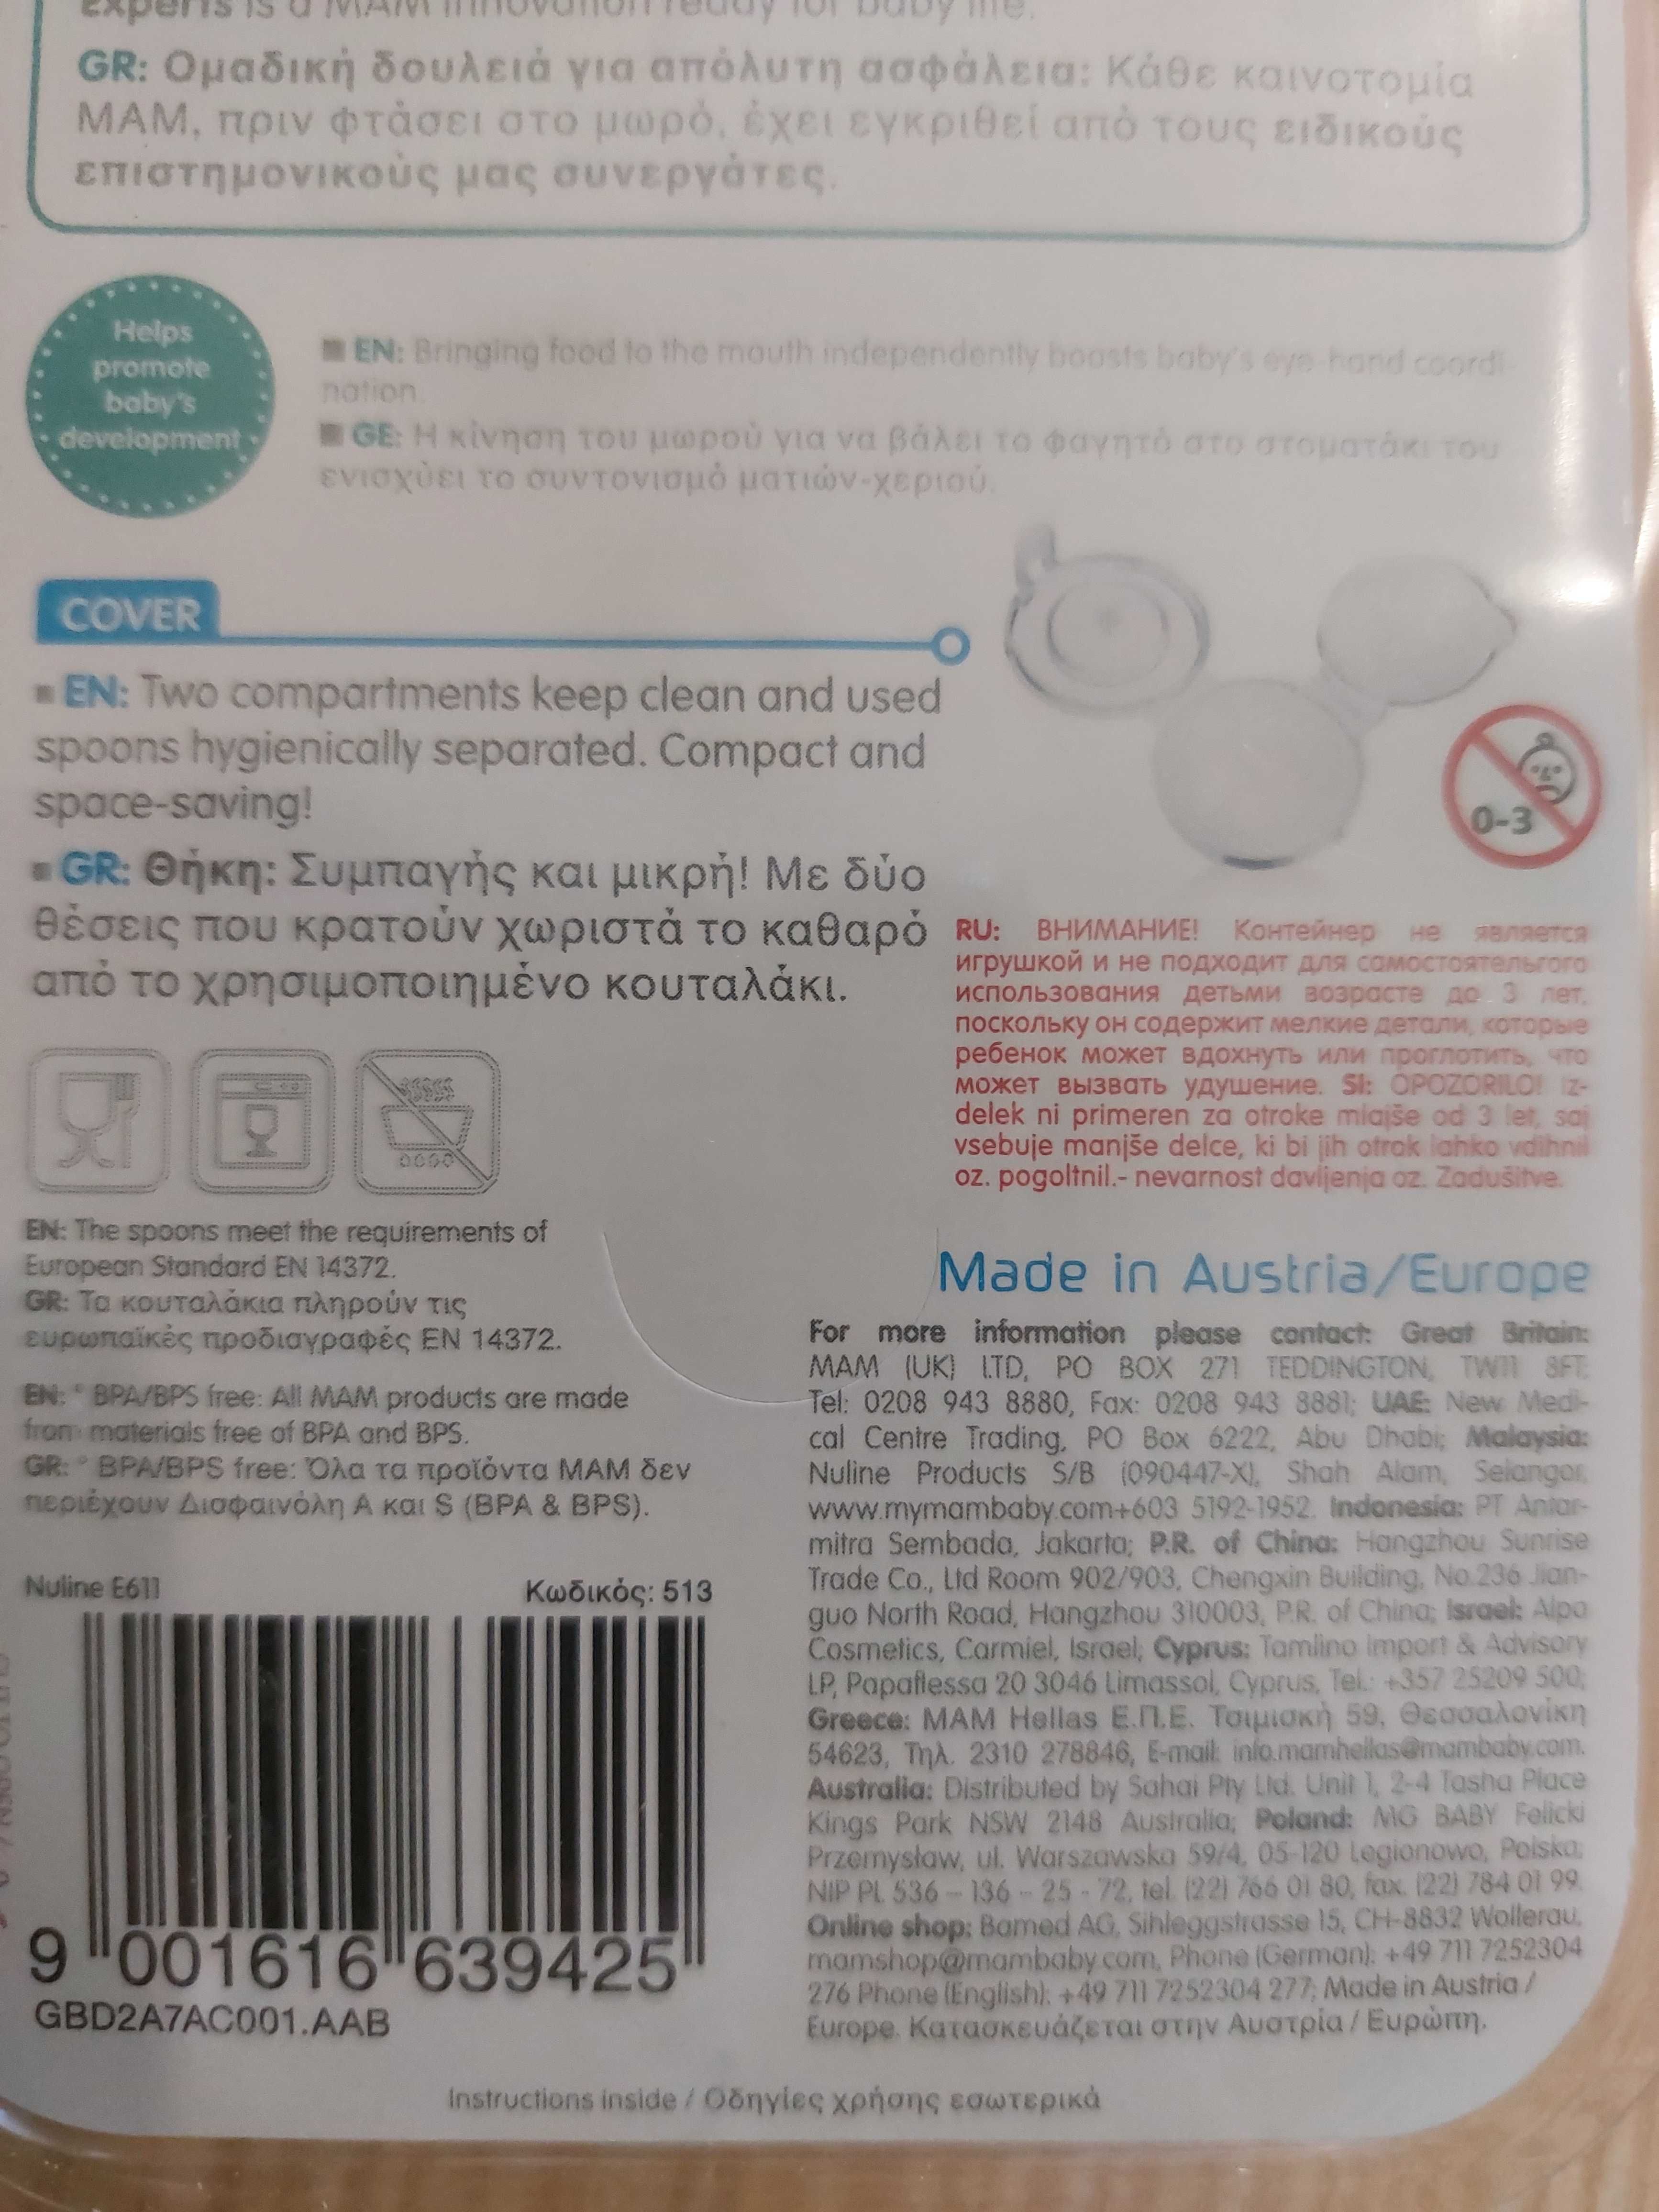 Experts is a MAM innovation ready for baby life.
GR: Ομαδική δουλειά για απόλυτη ασφάλεια: Κάθε καινοτομία
MAM, πριν φτάσει στο μωρό, έχει εγκριθεί από τους ειδικούς
επιστημονικούς μας συνεργάτες.
Helps
promote
baby's
development
■ EN: Bringing food to the mouth independently boosts baby's eye-hand coordi-
nation.
■ GE: Η κίνηση του μωρού για να βάλει το φαγητό στο στοματάκι του
ενισχύει το συντονισμό ματιών-χεριού.
COVER
■ EN: Two compartments keep clean and used
spoons hygienically separated. Compact and
space-saving!
■ GR: Θήκη: Συμπαγής και μικρή! Με δύο
θέσεις που κρατούν χωριστά το καθαρό
από το χρησιμοποιημένο κουταλάκι.
0-3
RU: ВНИМАНИЕ! Контейнер не является
игрушкой и не подходит для самостоятельного
использования детьми возрасте до 3 лет,
поскольку он содержит мелкие детали, которые
ребенок может вдохнуть или проглотить, что
может вызвать удушение. SI: OPOZORILO! Iz-
delek ni primeren za otroke mlajše od 3 let, saj
vsebuje manjše delce, ki bi jih otrok lahko vdihnil
oz. pogoltnil.- nevarnost davljenja oz. Zadušitve.
EN: The spoons meet the requirements of
European Standard EN 14372.
GR: Τα κουταλάκια πληρούν τις
ευρωπαϊκές προδιαγραφές EN 14372.
EN: ° BPA/BPS free: All MAM products are made
from materials free of BPA and BPS.
GR: ° BPA/BPS free: Όλα τα προϊόντα MAM δεν
περιέχουν Δισφαινόλη Α και S (BPA & BPS).
Made in Austria/Europe
For more information please contact: Great Britain:
MAM (UK) LTD, PO BOX 271 TEDDINGTON, TW11 8FT;
Tel: 0208 943 8880, Fax: 0208 943 8881; UAE: New Medi-
cal Centre Trading, PO Box 6222, Abu Dhabi; Malaysia:
Nuline Products S/B (090447-X), Shah Alam, Selangor,
www.mymambaby.com+603 5192-1952. Indonesia: PT Antar-
mitra Sembada, Jakarta; P.R. of China: Hangzhou Sunrise
Trade Co., Ltd Room 902/903, Chengxin Building, No.236 Jian-
guo North Road, Hangzhou 310003, P.R. of China; Israel: Alpa
Cosmetics, Carmiel, Israel; Cyprus: Tamlino Import & Advisory
LP, Papaflessa 20 3046 Limassol, Cyprus, Tel.: +357 25209 500;
Greece: MAM Hellas Ε.Π.Ε. Τσιμισκή 59, Θεσσαλονίκη
54623, Τηλ. 2310 278846, E-mail: info.mamhellas@mambaby.com.
Australia: Distributed by Sahai Pty Ltd. Unit 1, 2-4 Tasha Place
Kings Park NSW 2148 Australia; Poland: MG BABY Felicki
Przemysław, ul. Warszawska 59/4, 05-120 Legionowo, Polska;
NIP PL 536 – 136 – 25 - 72, tel. (22) 766 01 80, fax. (22) 784 01 99.
Online shop: Bamed AG, Sihleggstrasse 15, CH-8832 Wollerau,
mamshop@mambaby.com, Phone (German): +49 711 7252304
276 Phone (English): +49 711 7252304 277; Made in Austria /
Europe. Κατασκευάζεται στην Αυστρία / Ευρώπη.
Nuline E611
Κωδικός: 513
9 001616 639425
GBD2A7AC001.AAB
Instructions inside / Οδηγίες χρήσης εσωτερικά